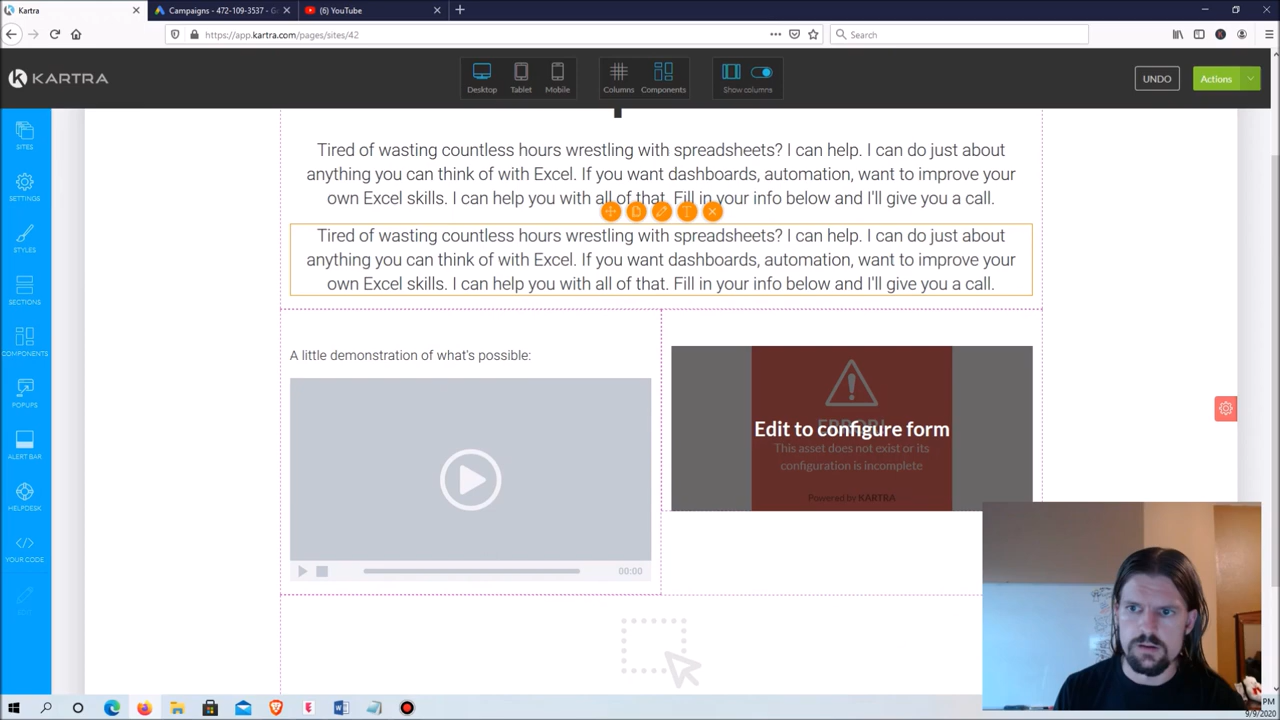 Kartra
Campaigns - 472-109-3537 - G
(6) YouTube
https://app.kartra.com/pages/sites/42
Search
KARTRA
Desktop
Tablet
Mobile
Columns
Components
Show columns
UNDO
Actions
SITES
SETTINGS
STYLES
SECTIONS
COMPONENTS
POPUPS
ALERT BAR
HELPDESK
YOUR CODE
Tired of wasting countless hours wrestling with spreadsheets? I can help. I can do just about
anything you can think of with Excel. If you want dashboards, automation, want to improve your
own Excel skills. I can help you with all of that. Fill in your info below and I'll give you a call.
Tired of wasting countless hours wrestling with spreadsheets? I can help. I can do just about
anything you can think of with Excel. If you want dashboards, automation, want to improve your
own Excel skills. I can help you with all of that. Fill in your info below and I'll give you a call.
A little demonstration of what's possible:
00:00
Edit to configure form
This asset does not exist or its
configuration is incomplete
Powered by KARTRA
PM
9/9/2020